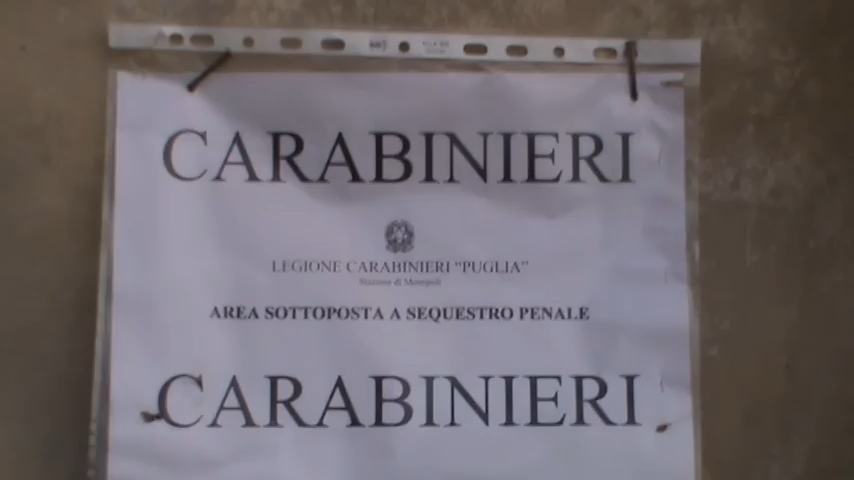 CARABINIERI
LEGIONE CARABINIERI "PUGLIA"
Stazione di Monopoli
AREA SOTTOPOSTA A SEQUESTRO PENALE
CARABINIERI